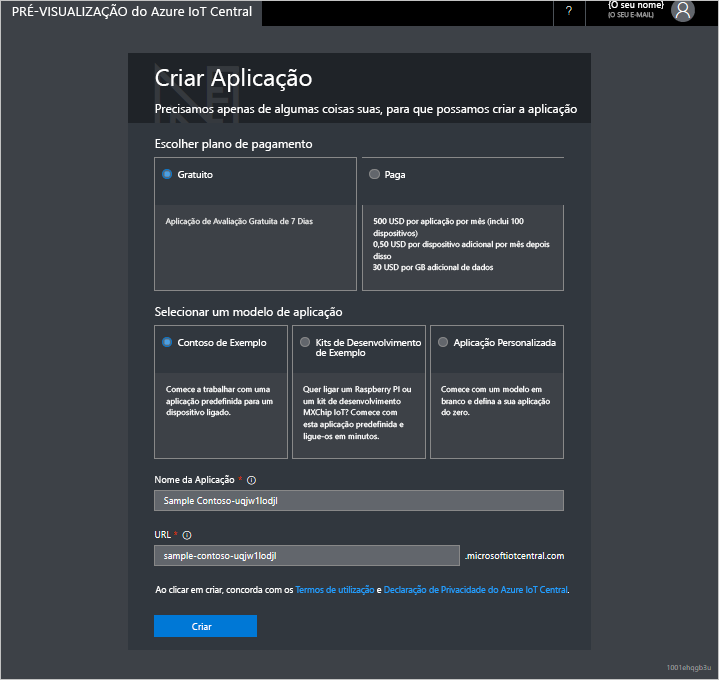 PRÉ-VISUALIZAÇÃO do Azure IoT Central
?
{O seu nome}
(O SEU E-MAIL)
Criar Aplicação
Precisamos apenas de algumas coisas suas, para que possamos criar a aplicação
Escolher plano de pagamento
Gratuito
Aplicação de Avaliação Gratuita de 7 Dias
Paga
500 USD por aplicação por mês (inclui 100
dispositivos)
0,50 USD por dispositivo adicional por mês depois
disso
30 USD por GB adicional de dados
Selecionar um modelo de aplicação
Contoso de Exemplo
Comece a trabalhar com uma
aplicação predefinida para um
dispositivo ligado.
Kits de Desenvolvimento
de Exemplo
Quer ligar um Raspberry PI ou
um kit de desenvolvimento
MXChip IoT? Comece com
esta aplicação predefinida e
ligue-os em minutos.
Aplicação Personalizada
Comece com um modelo em
branco e defina a sua aplicação
do zero.
Nome da Aplicação *
Sample Contoso-uqjw1lodjl
URL *
sample-contoso-uqjw1lodjl
.microsoftiotcentral.com
Ao clicar em criar, concorda com os Termos de utilização e Declaração de Privacidade do Azure IoT Central.
Criar
1001ehqgb3u